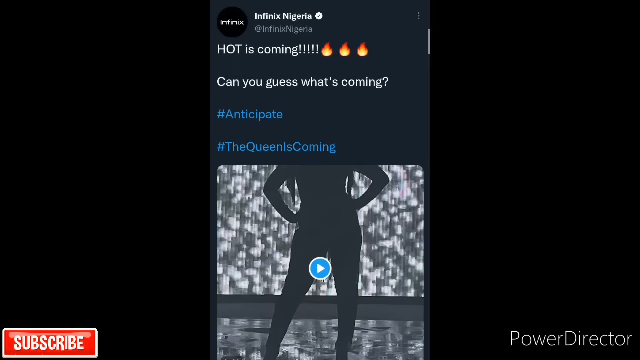 Infinix Nigeria
Infinix
@InfinixNigeria
HOT is coming!!!!!🔥🔥🔥
Can you guess what's coming?
#Anticipate
#TheQueenIsComing
SUBSCRIBE
PowerDirector